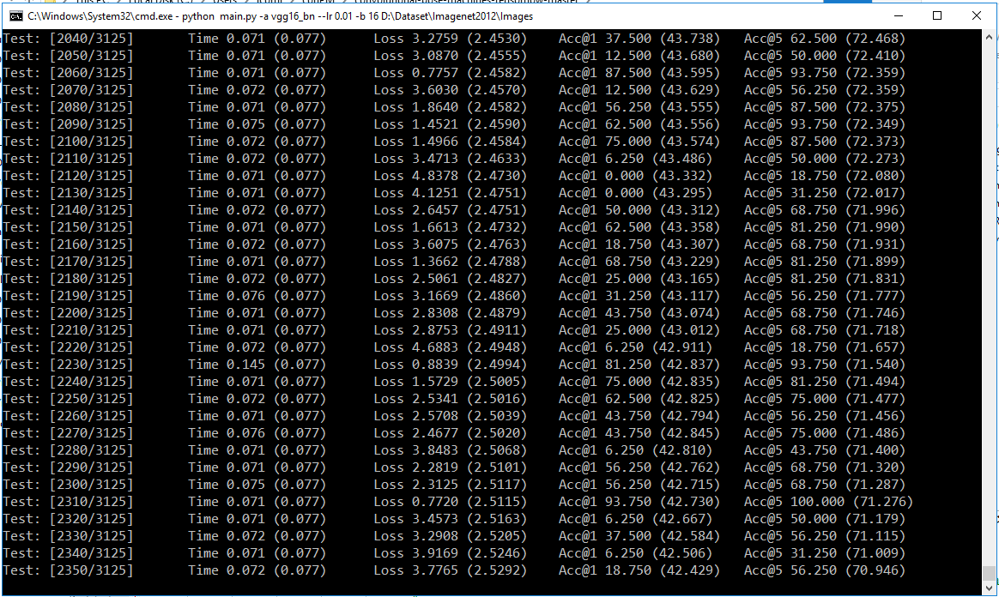 C:\Windows\System32\cmd.exe - python main.py -a vgg16_bn --lr 0.01 -b 16 D:\Dataset\Imagenet2012\Images
Test: [2040/3125] Time 0.071 (0.077) Loss 3.2759 (2.4530) Acc@1 37.500 (43.738) Acc@5 62.500 (72.468)
Test: [2050/3125] Time 0.071 (0.077) Loss 3.0870 (2.4555) Acc@1 12.500 (43.680) Acc@5 50.000 (72.410)
Test: [2060/3125] Time 0.071 (0.077) Loss 0.7757 (2.4582) Acc@1 87.500 (43.595) Acc@5 93.750 (72.359)
Test: [2070/3125] Time 0.072 (0.077) Loss 3.6030 (2.4570) Acc@1 12.500 (43.629) Acc@5 56.250 (72.359)
Test: [2080/3125] Time 0.071 (0.077) Loss 1.8640 (2.4582) Acc@1 56.250 (43.555) Acc@5 87.500 (72.375)
Test: [2090/3125] Time 0.075 (0.077) Loss 1.4521 (2.4590) Acc@1 62.500 (43.556) Acc@5 93.750 (72.349)
Test: [2100/3125] Time 0.072 (0.077) Loss 1.4966 (2.4584) Acc@1 75.000 (43.574) Acc@5 87.500 (72.373)
Test: [2110/3125] Time 0.072 (0.077) Loss 3.4713 (2.4633) Acc@1 6.250 (43.486) Acc@5 50.000 (72.273)
Test: [2120/3125] Time 0.071 (0.077) Loss 4.8378 (2.4730) Acc@1 0.000 (43.332) Acc@5 18.750 (72.080)
Test: [2130/3125] Time 0.071 (0.077) Loss 4.1251 (2.4751) Acc@1 0.000 (43.295) Acc@5 31.250 (72.017)
Test: [2140/3125] Time 0.072 (0.077) Loss 2.6457 (2.4751) Acc@1 50.000 (43.312) Acc@5 68.750 (71.996)
Test: [2150/3125] Time 0.071 (0.077) Loss 1.6613 (2.4732) Acc@1 62.500 (43.358) Acc@5 81.250 (71.990)
Test: [2160/3125] Time 0.072 (0.077) Loss 3.6075 (2.4763) Acc@1 18.750 (43.307) Acc@5 68.750 (71.931)
Test: [2170/3125] Time 0.071 (0.077) Loss 1.3662 (2.4788) Acc@1 68.750 (43.229) Acc@5 81.250 (71.899)
Test: [2180/3125] Time 0.072 (0.077) Loss 2.5061 (2.4827) Acc@1 25.000 (43.165) Acc@5 81.250 (71.831)
Test: [2190/3125] Time 0.076 (0.077) Loss 3.1669 (2.4860) Acc@1 31.250 (43.117) Acc@5 56.250 (71.777)
Test: [2200/3125] Time 0.071 (0.077) Loss 2.8308 (2.4879) Acc@1 43.750 (43.074) Acc@5 68.750 (71.746)
Test: [2210/3125] Time 0.071 (0.077) Loss 2.8753 (2.4911) Acc@1 25.000 (43.012) Acc@5 68.750 (71.718)
Test: [2220/3125] Time 0.072 (0.077) Loss 4.6883 (2.4948) Acc@1 6.250 (42.911) Acc@5 18.750 (71.657)
Test: [2230/3125] Time 0.145 (0.077) Loss 0.8839 (2.4994) Acc@1 81.250 (42.837) Acc@5 93.750 (71.540)
Test: [2240/3125] Time 0.071 (0.077) Loss 1.5729 (2.5005) Acc@1 75.000 (42.835) Acc@5 81.250 (71.494)
Test: [2250/3125] Time 0.072 (0.077) Loss 2.5341 (2.5016) Acc@1 62.500 (42.825) Acc@5 75.000 (71.477)
Test: [2260/3125] Time 0.071 (0.077) Loss 2.5708 (2.5039) Acc@1 43.750 (42.794) Acc@5 56.250 (71.456)
Test: [2270/3125] Time 0.076 (0.077) Loss 2.4677 (2.5020) Acc@1 43.750 (42.845) Acc@5 75.000 (71.486)
Test: [2280/3125] Time 0.071 (0.077) Loss 3.8483 (2.5068) Acc@1 6.250 (42.810) Acc@5 43.750 (71.400)
Test: [2290/3125] Time 0.071 (0.077) Loss 2.2819 (2.5101) Acc@1 56.250 (42.762) Acc@5 68.750 (71.320)
Test: [2300/3125] Time 0.075 (0.077) Loss 2.3125 (2.5117) Acc@1 56.250 (42.715) Acc@5 68.750 (71.287)
Test: [2310/3125] Time 0.071 (0.077) Loss 0.7720 (2.5115) Acc@1 93.750 (42.730) Acc@5 100.000 (71.276)
Test: [2320/3125] Time 0.071 (0.077) Loss 3.4573 (2.5163) Acc@1 6.250 (42.667) Acc@5 50.000 (71.179)
Test: [2330/3125] Time 0.072 (0.077) Loss 3.2908 (2.5205) Acc@1 37.500 (42.584) Acc@5 56.250 (71.115)
Test: [2340/3125] Time 0.071 (0.077) Loss 3.9169 (2.5246) Acc@1 6.250 (42.506) Acc@5 31.250 (71.009)
Test: [2350/3125] Time 0.072 (0.077) Loss 3.7765 (2.5292) Acc@1 18.750 (42.429) Acc@5 56.250 (70.946)